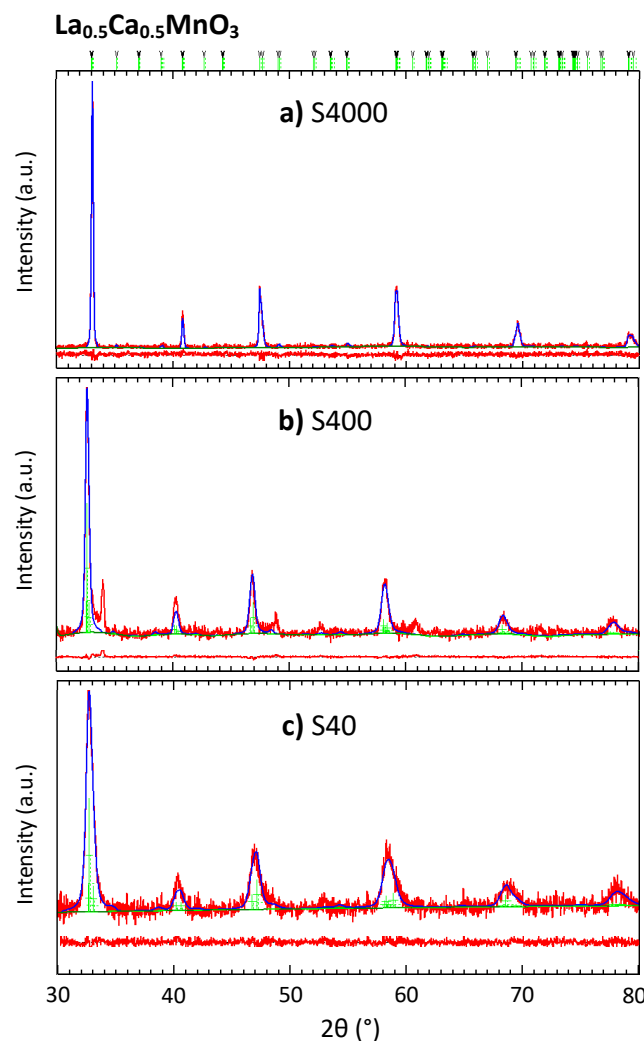 La₀.₅Ca₀.₅MnO₃
a) S4000
Intensity (a.u.)
b) S400
Intensity (a.u.)
c) S40
Intensity (a.u.)
30 40 50 60 70 80
2θ (°)